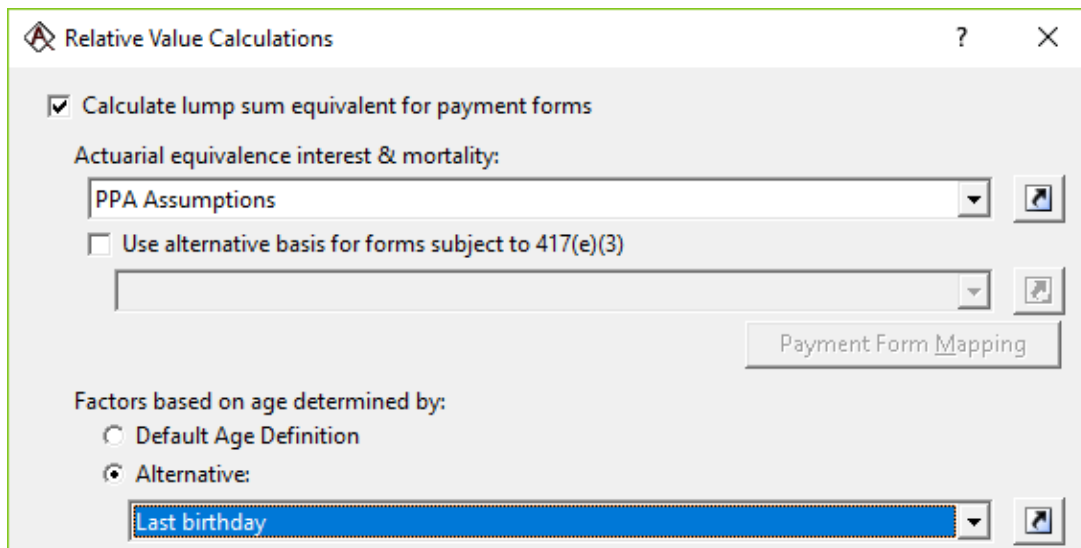 Relative Value Calculations ? ×
Calculate lump sum equivalent for payment forms
Actuarial equivalence interest & mortality:
PPA Assumptions
Use alternative basis for forms subject to 417(e)(3)
Payment Form Mapping
Factors based on age determined by:
Default Age Definition
Alternative:
Last birthday